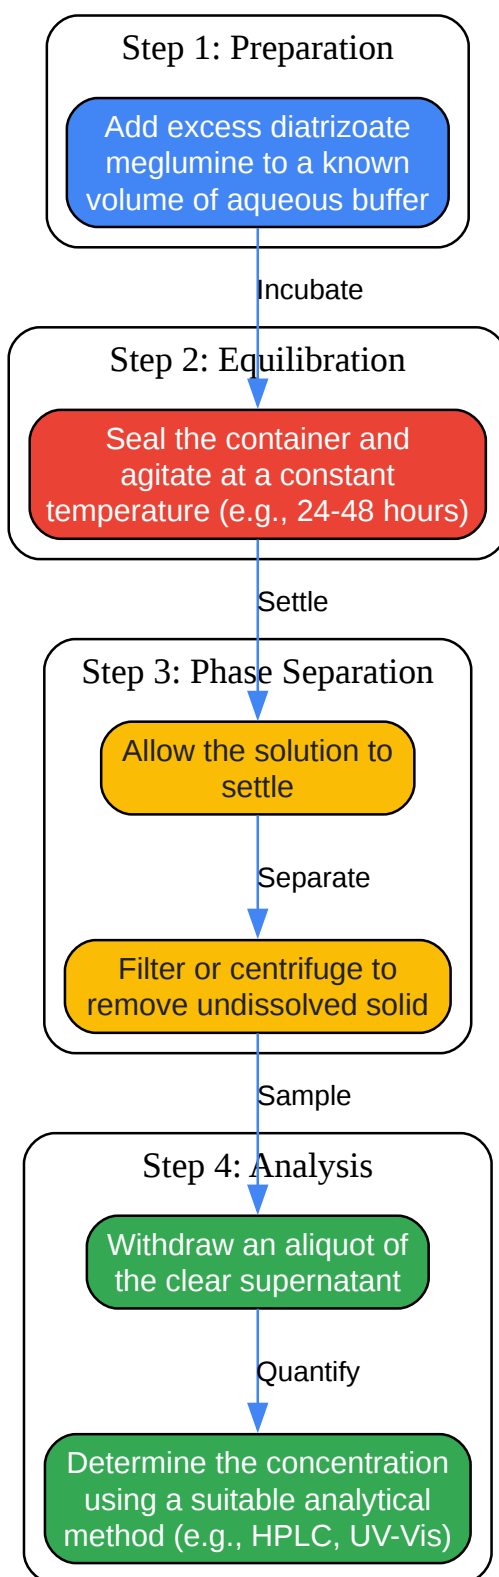 Step 1: Preparation
Add excess diatrizoate
meglumine to a known
volume of aqueous buffer
Incubate
Step 2: Equilibration
Seal the container and
agitate at a constant
temperature (e.g., 24-48 hours)
Settle
Step 3: Phase Separation
Allow the solution to
settle
Separate
Filter or centrifuge to
remove undissolved solid
Sample
Step 4: Analysis
Withdraw an aliquot of
the clear supernatant
Quantify
Determine the concentration
using a suitable analytical
method (e.g., HPLC, UV-Vis)